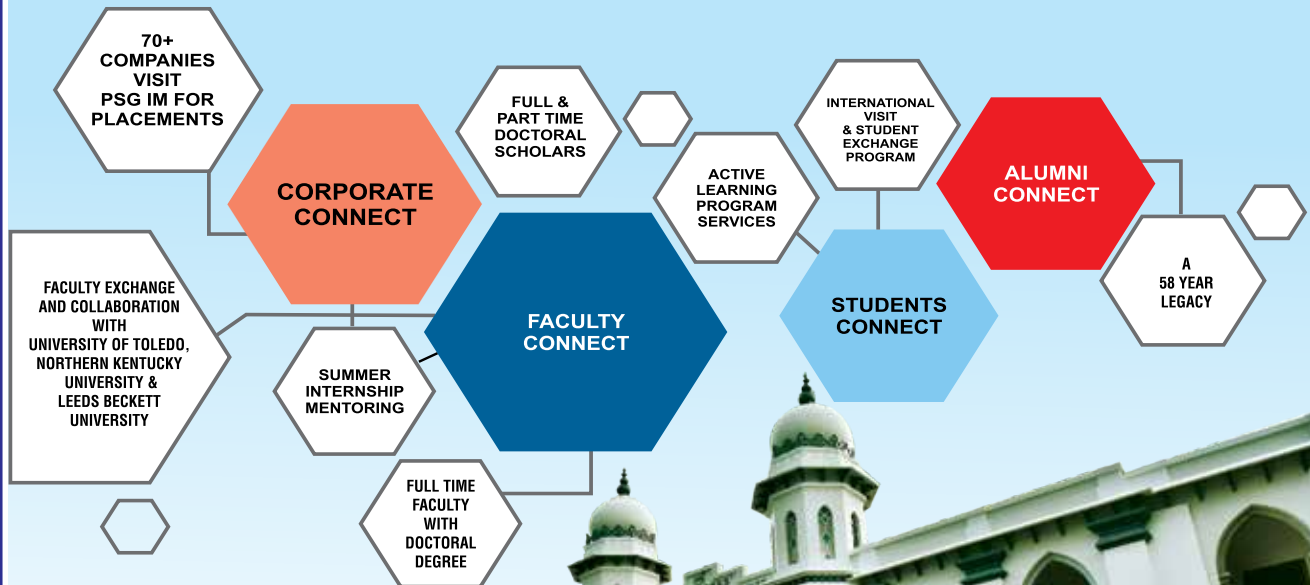 70+
COMPANIES
VISIT
PSG IM FOR
PLACEMENTS
CORPORATE
CONNECT
FULL &
PART TIME
DOCTORAL
SCHOLARS
ACTIVE
LEARNING
PROGRAM
SERVICES
INTERNATIONAL
VISIT
& STUDENT
EXCHANGE
PROGRAM
ALUMNI
CONNECT
A
58 YEAR
LEGACY
STUDENTS
CONNECT
FACULTY
CONNECT
FACULTY EXCHANGE
AND COLLABORATION
WITH
UNIVERSITY OF TOLEDO,
NORTHERN KENTUCKY
UNIVERSITY &
LEEDS BECKETT
UNIVERSITY
SUMMER
INTERNSHIP
MENTORING
FULL TIME
FACULTY
WITH
DOCTORAL
DEGREE